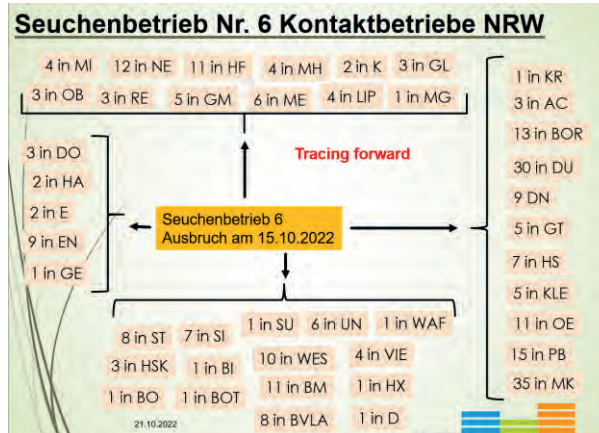 Seuchenbetrieb Nr. 6 Kontaktbetriebe NRW
4 in MI 12 in NE 11 in HF 4 in MH 2 in K 3 in GL
3 in OB 3 in RE 5 in GM 6 in ME 4 in LIP 1 in MG
Tracing forward
3 in DO
2 in HA
2 in E
9 in EN
1 in GE
Seuchenbetrieb 6
Ausbruch am 15.10.2022
1 in KR
3 in AC
13 in BOR
30 in DU
9 DN
5 in GT
7 in HS
5 in KLE
11 in OE
15 in PB
35 in MK
8 in ST 7 in SI 1 in SU 6 in UN 1 in WAF
3 in HSK 1 in BI 10 in WES 4 in VIE
1 in BO 1 in BOT 11 in BM 1 in HX
8 in BVLA 1 in D
21.10.2022